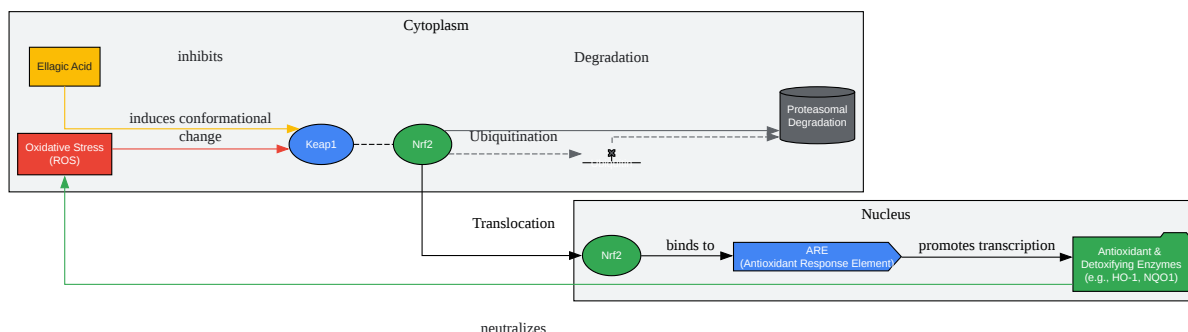 Cytoplasm
inhibits
Degradation
Ellagic Acid
induces conformational
change
Oxidative Stress
(ROS)
Keap1
Nrf2
Ubiquitination
Proteasomal
Degradation
Translocation
Nucleus
Nrf2
binds to
ARE
(Antioxidant Response Element)
promotes transcription
Antioxidant &
Detoxifying Enzymes
(e.g., HO-1, NQO1)
neutralizes